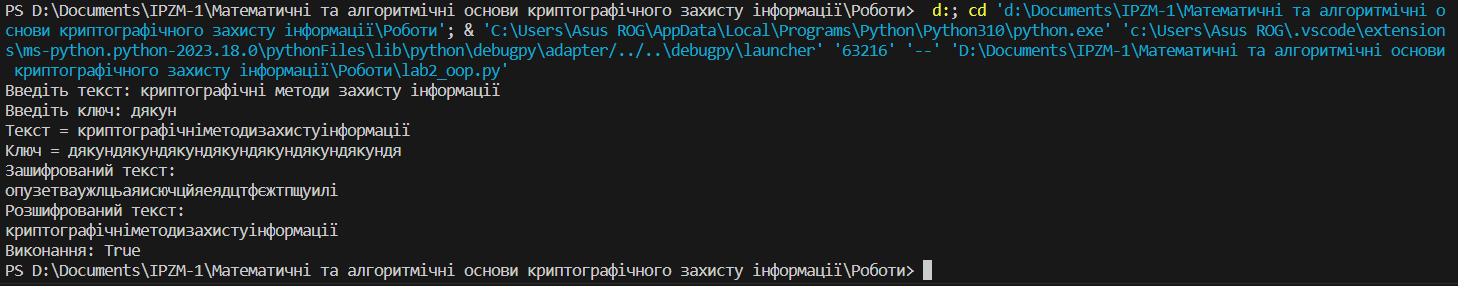 PS D:\Documents\IPZM-1\Математичні та алгоритмічні основи криптографічного захисту інформації\Роботи>  d:; cd 'd:\Documents\IPZM-1\Математичні та алгоритмічні о
снови криптографічного захисту інформації\Роботи'; & 'C:\Users\Asus ROG\AppData\Local\Programs\Python\Python310\python.exe' 'c:\Users\Asus ROG\.vscode\extension
s\ms-python.python-2023.18.0\pythonFiles\lib\python\debugpy\adapter/../..\debugpy\launcher' '63216' '--' 'D:\Documents\IPZM-1\Математичні та алгоритмічні основи
 криптографічного захисту інформації\Роботи\lab2_oop.py'
Введіть текст: криптографічні методи захисту інформації
Введіть ключ: дякун
Текст = криптографічніметодизахистуінформації
Ключ = дякундякундякундякундякундякундякундя
Зашифрований текст:
опузетваужлцьаяисючцйяеядцтфєжтпщуилі
Розшифрований текст:
криптографічніметодизахистуінформації
Виконання: True
PS D:\Documents\IPZM-1\Математичні та алгоритмічні основи криптографічного захисту інформації\Роботи>